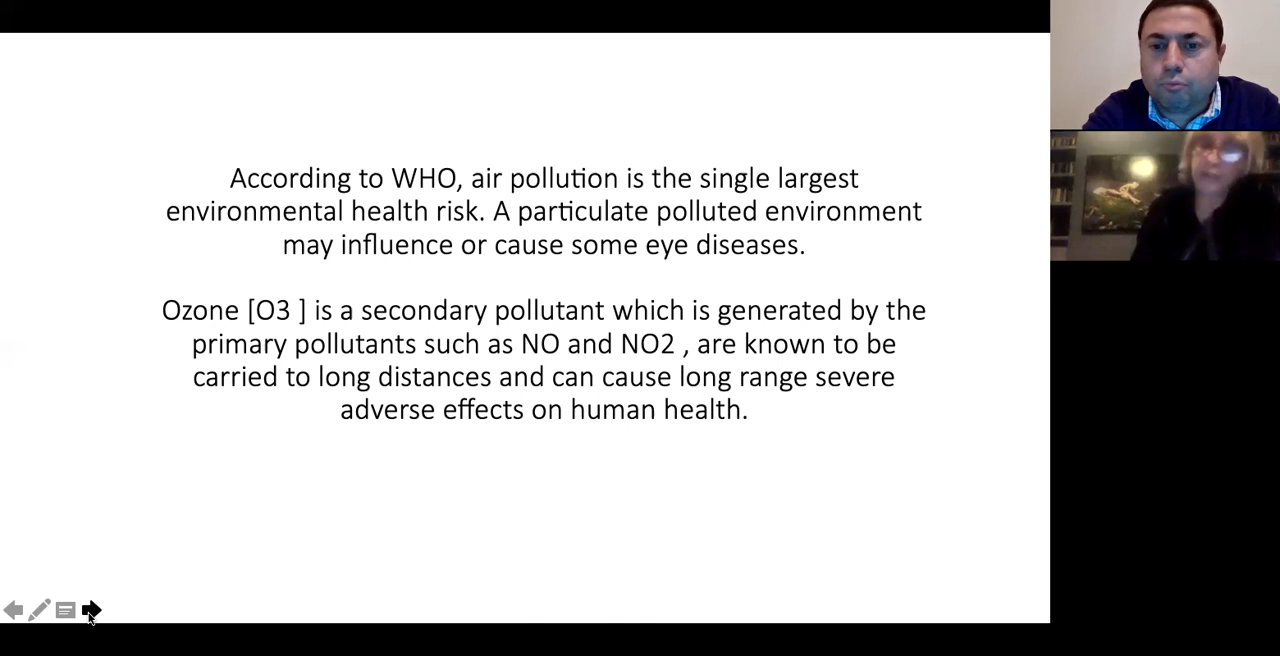 According to WHO, air pollution is the single largest
environmental health risk. A particulate polluted environment
may influence or cause some eye diseases.
Ozone [O3 ] is a secondary pollutant which is generated by the
primary pollutants such as NO and NO2 , are known to be
carried to long distances and can cause long range severe
adverse effects on human health.